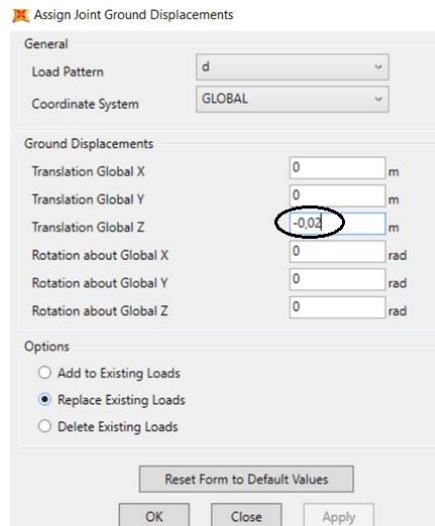 Assign Joint Ground Displacements
General
Load Pattern d
Coordinate System GLOBAL
Ground Displacements
Translation Global X 0 m
Translation Global Y 0 m
Translation Global Z -0,02 m
Rotation about Global X 0 rad
Rotation about Global Y 0 rad
Rotation about Global Z 0 rad
Options
Add to Existing Loads
Replace Existing Loads
Delete Existing Loads
Reset Form to Default Values
OK Close Apply